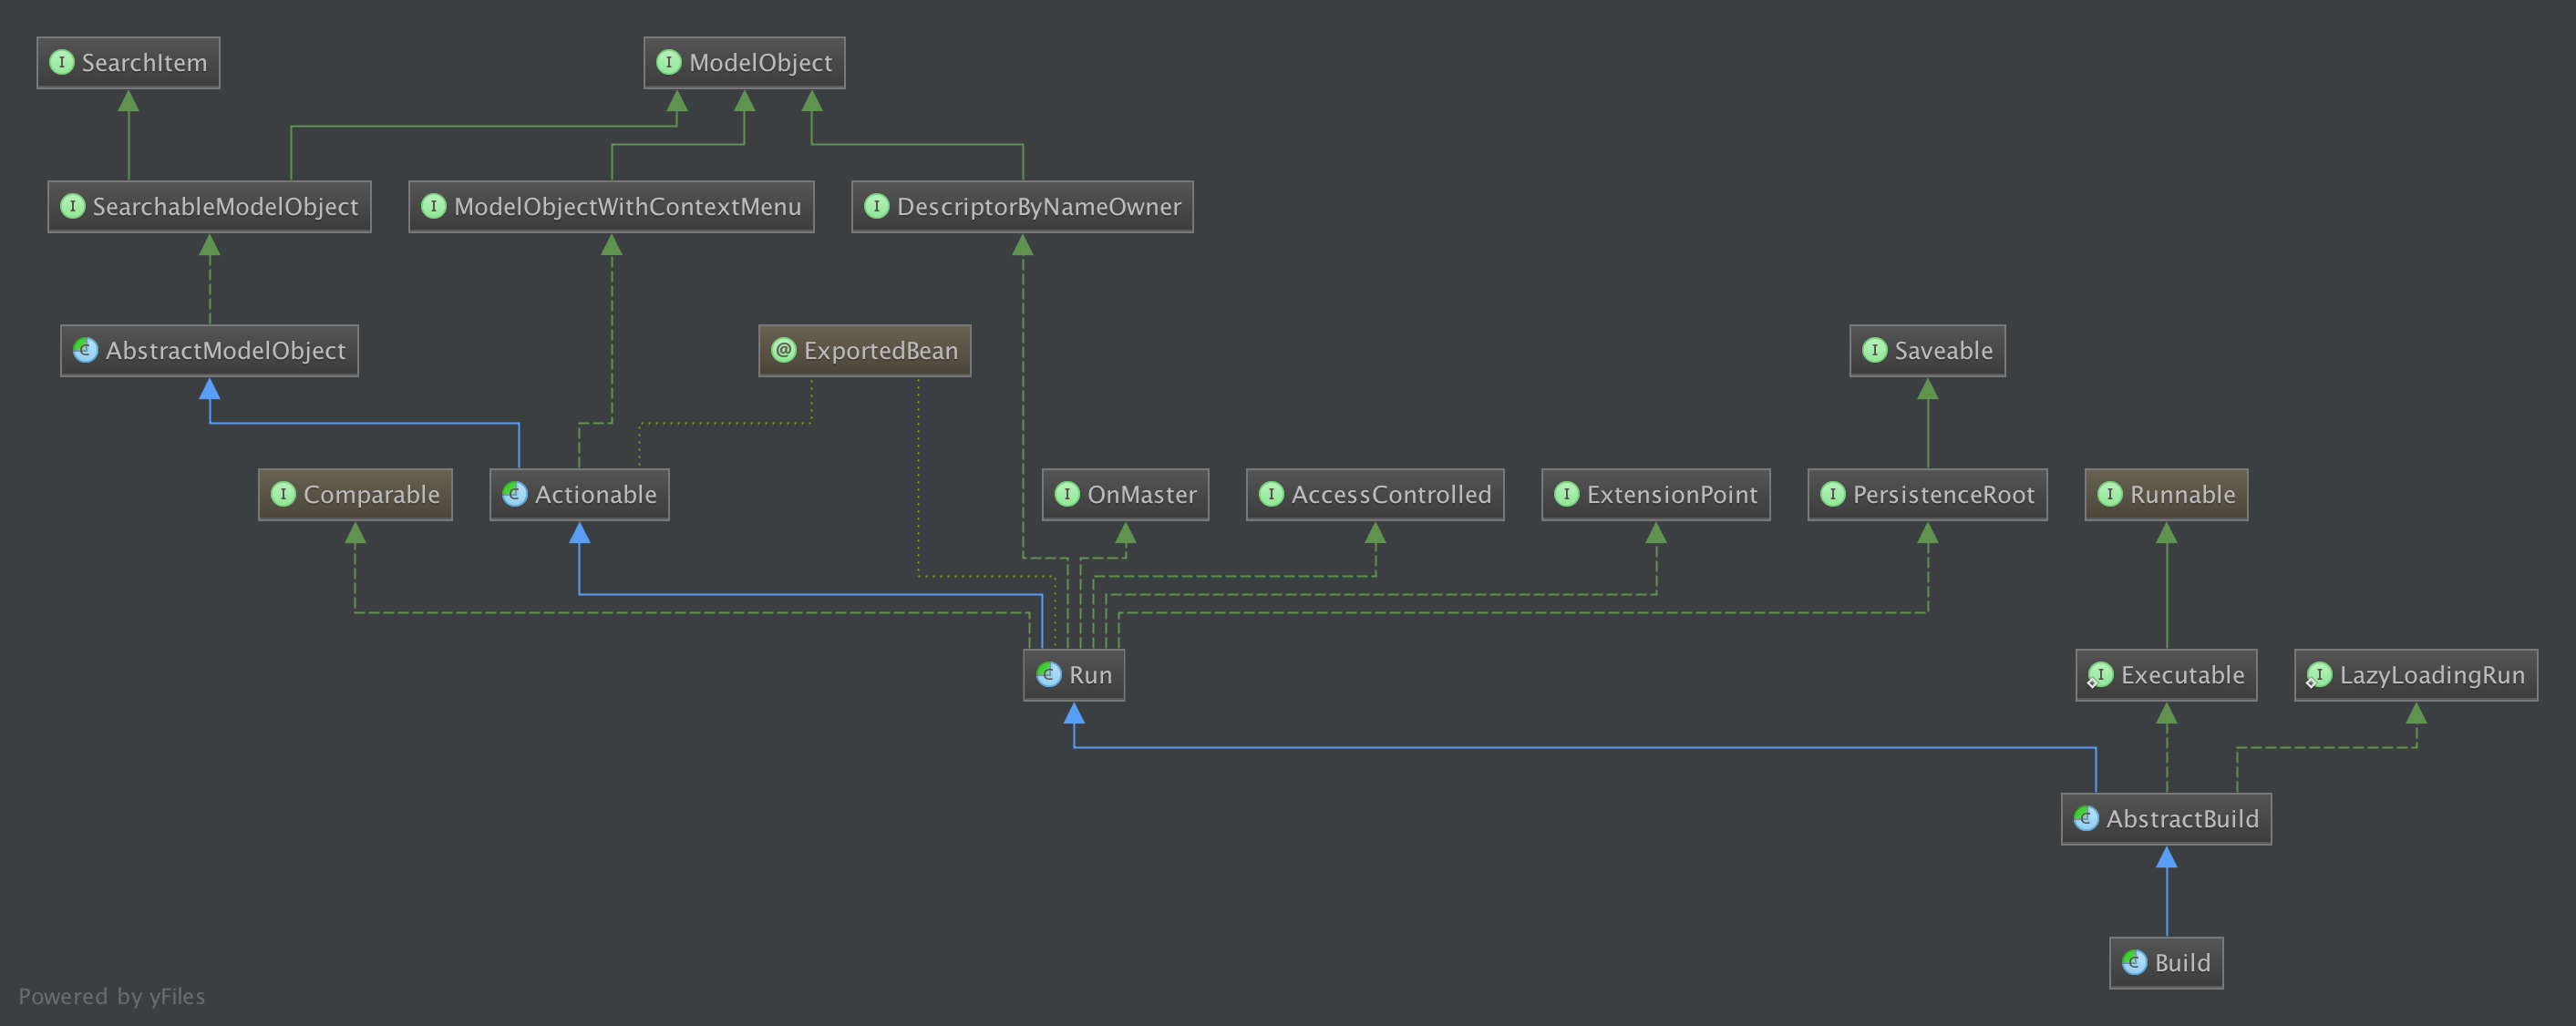 SearchItem
ModelObject
SearchableModelObject
ModelObjectWithContextMenu
DescriptorByNameOwner
AbstractModelObject
ExportedBean
Saveable
Comparable
Actionable
OnMaster
AccessControlled
ExtensionPoint
PersistenceRoot
Runnable
Run
Executable
LazyLoadingRun
AbstractBuild
Build
Powered by yFiles